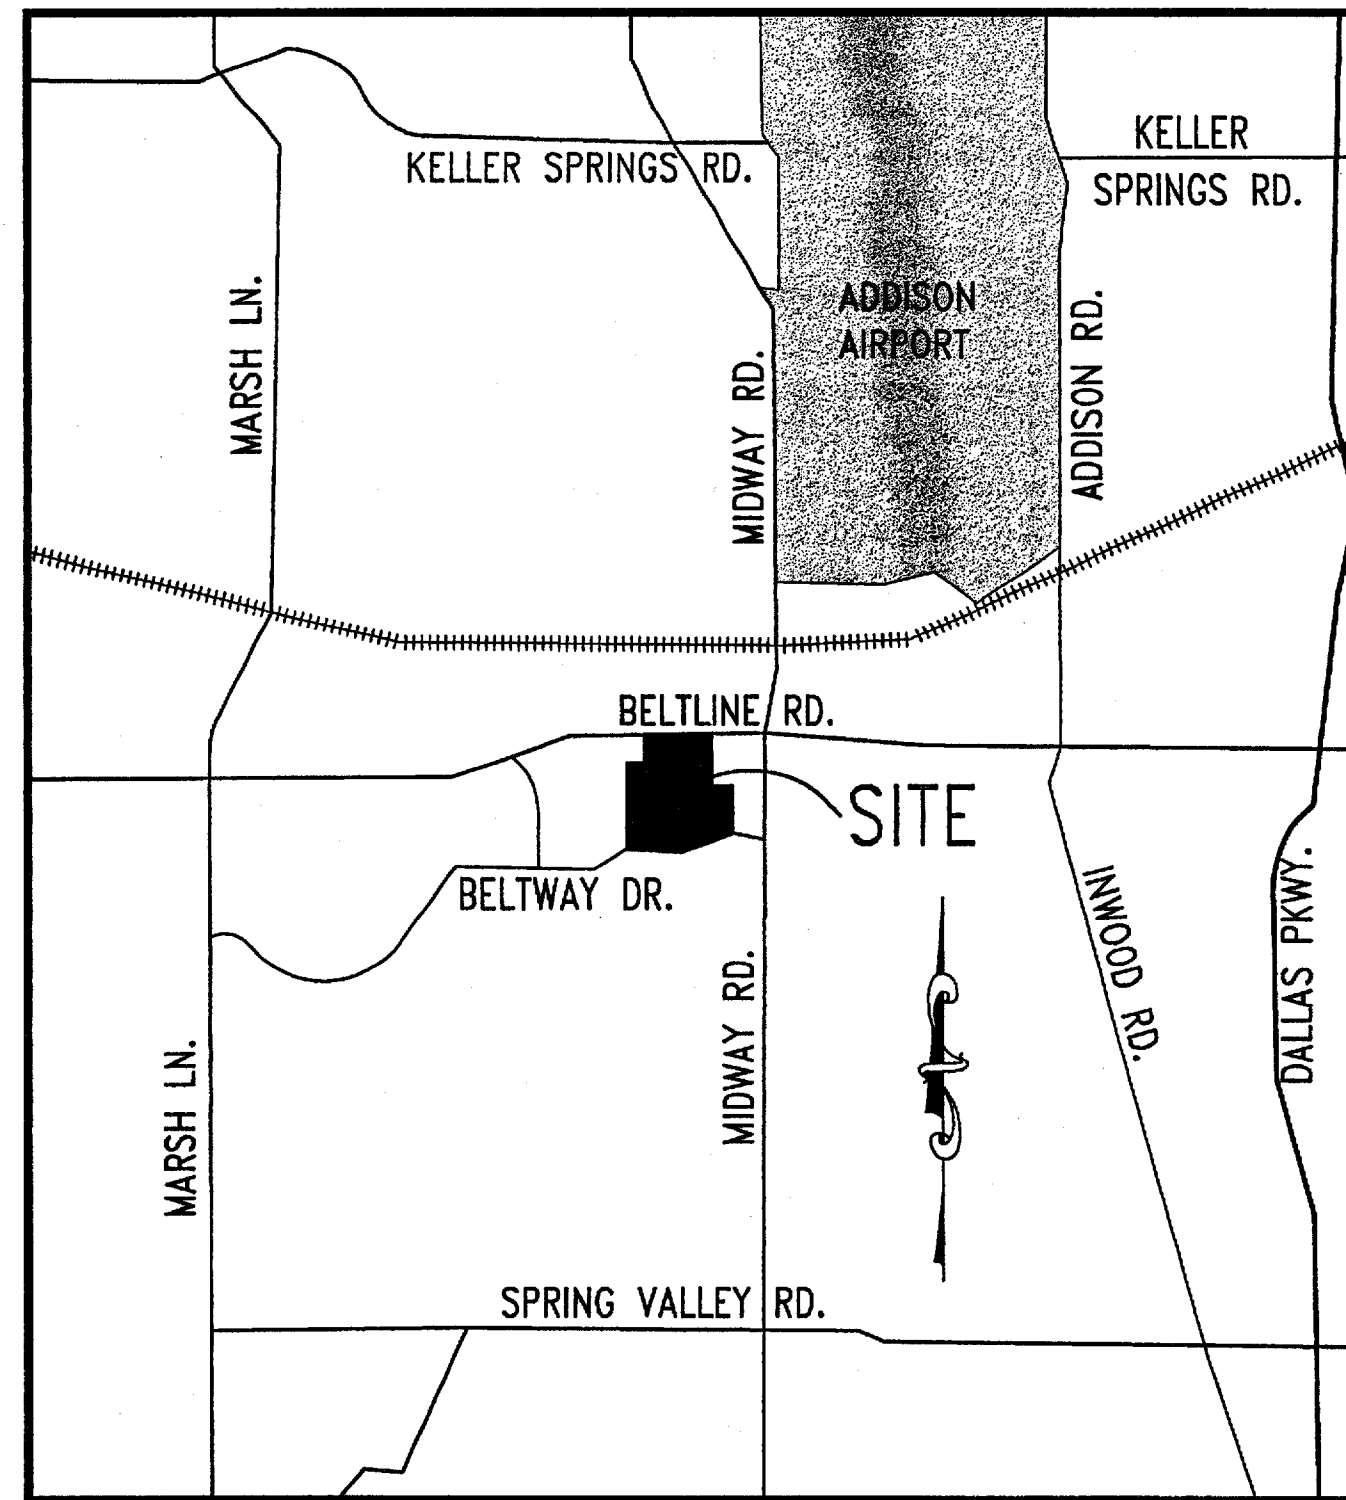 KELLER
SPRINGS RD.
KELLER SPRINGS RD.
MARSH LN.
ADDISON
AIRPORT
MIDWAY RD.
ADDISON RD.
BELTLINE RD.
SITE
BELTWAY DR.
INWOOD RD.
DALLAS PKWY.
MIDWAY RD.
MARSH LN.
SPRING VALLEY RD.